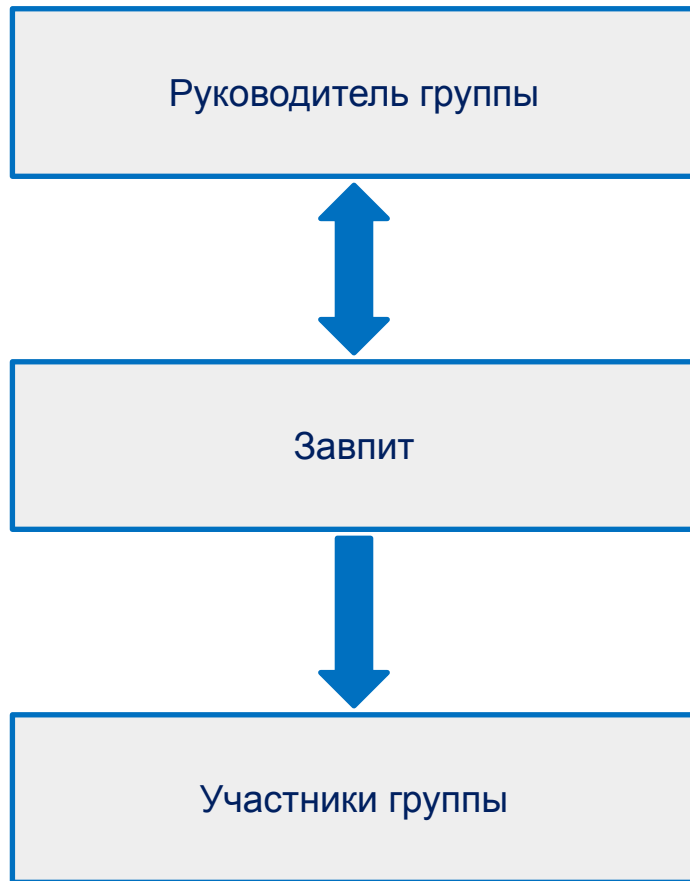 Руководитель группы
Завпит
Участники группы